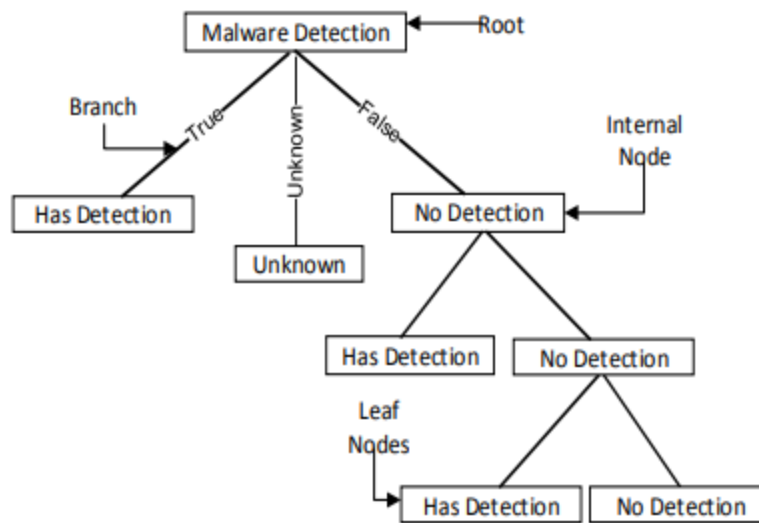 Malware Detection
Root
Branch
True
Unknown
False
Internal
Node
Has Detection
No Detection
Unknown
Has Detection
No Detection
Leaf
Nodes
Has Detection
No Detection